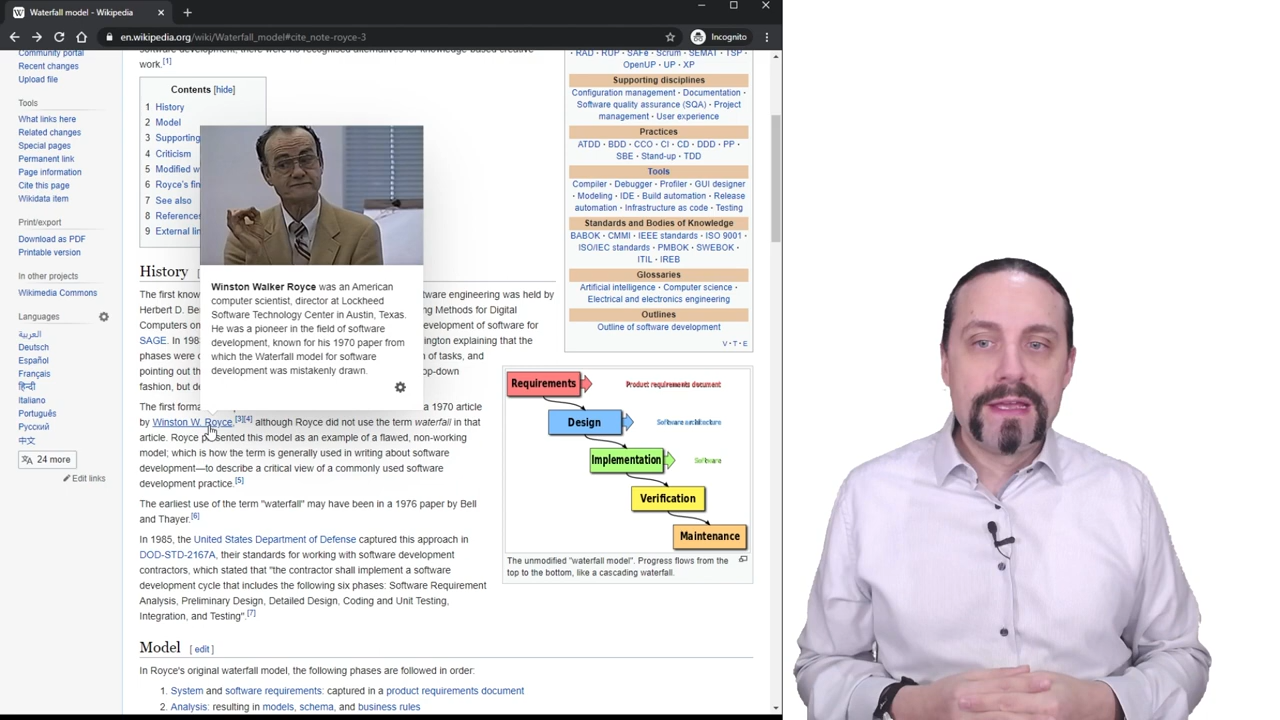 Waterfall model - Wikipedia
en.wikipedia.org/wiki/Waterfall_model#cite_note-royce-3
Incognito
Community portal
Recent changes
Upload file
Tools
What links here
Related changes
Special pages
Permanent link
Page information
Cite this page
Wikidata item
Print/export
Download as PDF
Printable version
In other projects
Wikimedia Commons
Languages
العربية
Deutsch
Español
Français
हिन्दी
Italiano
Português
Русский
中文
24 more
Edit links
software development, there were no recognised alternatives for knowledge-based creative
work.[1]
Contents [hide]
1 History
2 Model
3 Supporting
4 Criticism
5 Modified w
6 Royce's fin
7 See also
8 References
9 External lin
Winston Walker Royce was an American
computer scientist, director at Lockheed
Software Technology Center in Austin, Texas.
He was a pioneer in the field of software
development, known for his 1970 paper from
which the Waterfall model for software
development was mistakenly drawn.
History [
The first know
tware engineering was held by
Herbert D. Be
ng Methods for Digital
Computers on
evelopment of software for
SAGE. In 198
ington explaining that the
phases were o
n of tasks, and
pointing out th
op-down
fashion, but de
The first forma
a 1970 article
by Winston W. Royce,[3][4] although Royce did not use the term waterfall in that
article. Royce presented this model as an example of a flawed, non-working
model; which is how the term is generally used in writing about software
development—to describe a critical view of a commonly used software
development practice.[5]
The earliest use of the term "waterfall" may have been in a 1976 paper by Bell
and Thayer.[6]
In 1985, the United States Department of Defense captured this approach in
DOD-STD-2167A, their standards for working with software development
contractors, which stated that "the contractor shall implement a software
development cycle that includes the following six phases: Software Requirement
Analysis, Preliminary Design, Detailed Design, Coding and Unit Testing,
Integration, and Testing".[7]
Model [ edit ]
In Royce's original waterfall model, the following phases are followed in order:
1. System and software requirements: captured in a product requirements document
2. Analysis: resulting in models, schema, and business rules
· RAD · RUP · SAFe · Scrum · SEMAT · TSP ·
OpenUP · UP · XP
Supporting disciplines
Configuration management · Documentation ·
Software quality assurance (SQA) · Project
management · User experience
Practices
ATDD · BDD · CCO · CI · CD · DDD · PP ·
SBE · Stand-up · TDD
Tools
Compiler · Debugger · Profiler · GUI designer
· Modeling · IDE · Build automation · Release
automation · Infrastructure as code · Testing
Standards and Bodies of Knowledge
BABOK · CMMI · IEEE standards · ISO 9001 ·
ISO/IEC standards · PMBOK · SWEBOK ·
ITIL · IREB
Glossaries
Artificial intelligence · Computer science ·
Electrical and electronics engineering
Outlines
Outline of software development
V · T · E
Requirements
Product requirements document
Design
Software architecture
Implementation
Software
Verification
Maintenance
The unmodified "waterfall model". Progress flows from the
top to the bottom, like a cascading waterfall.